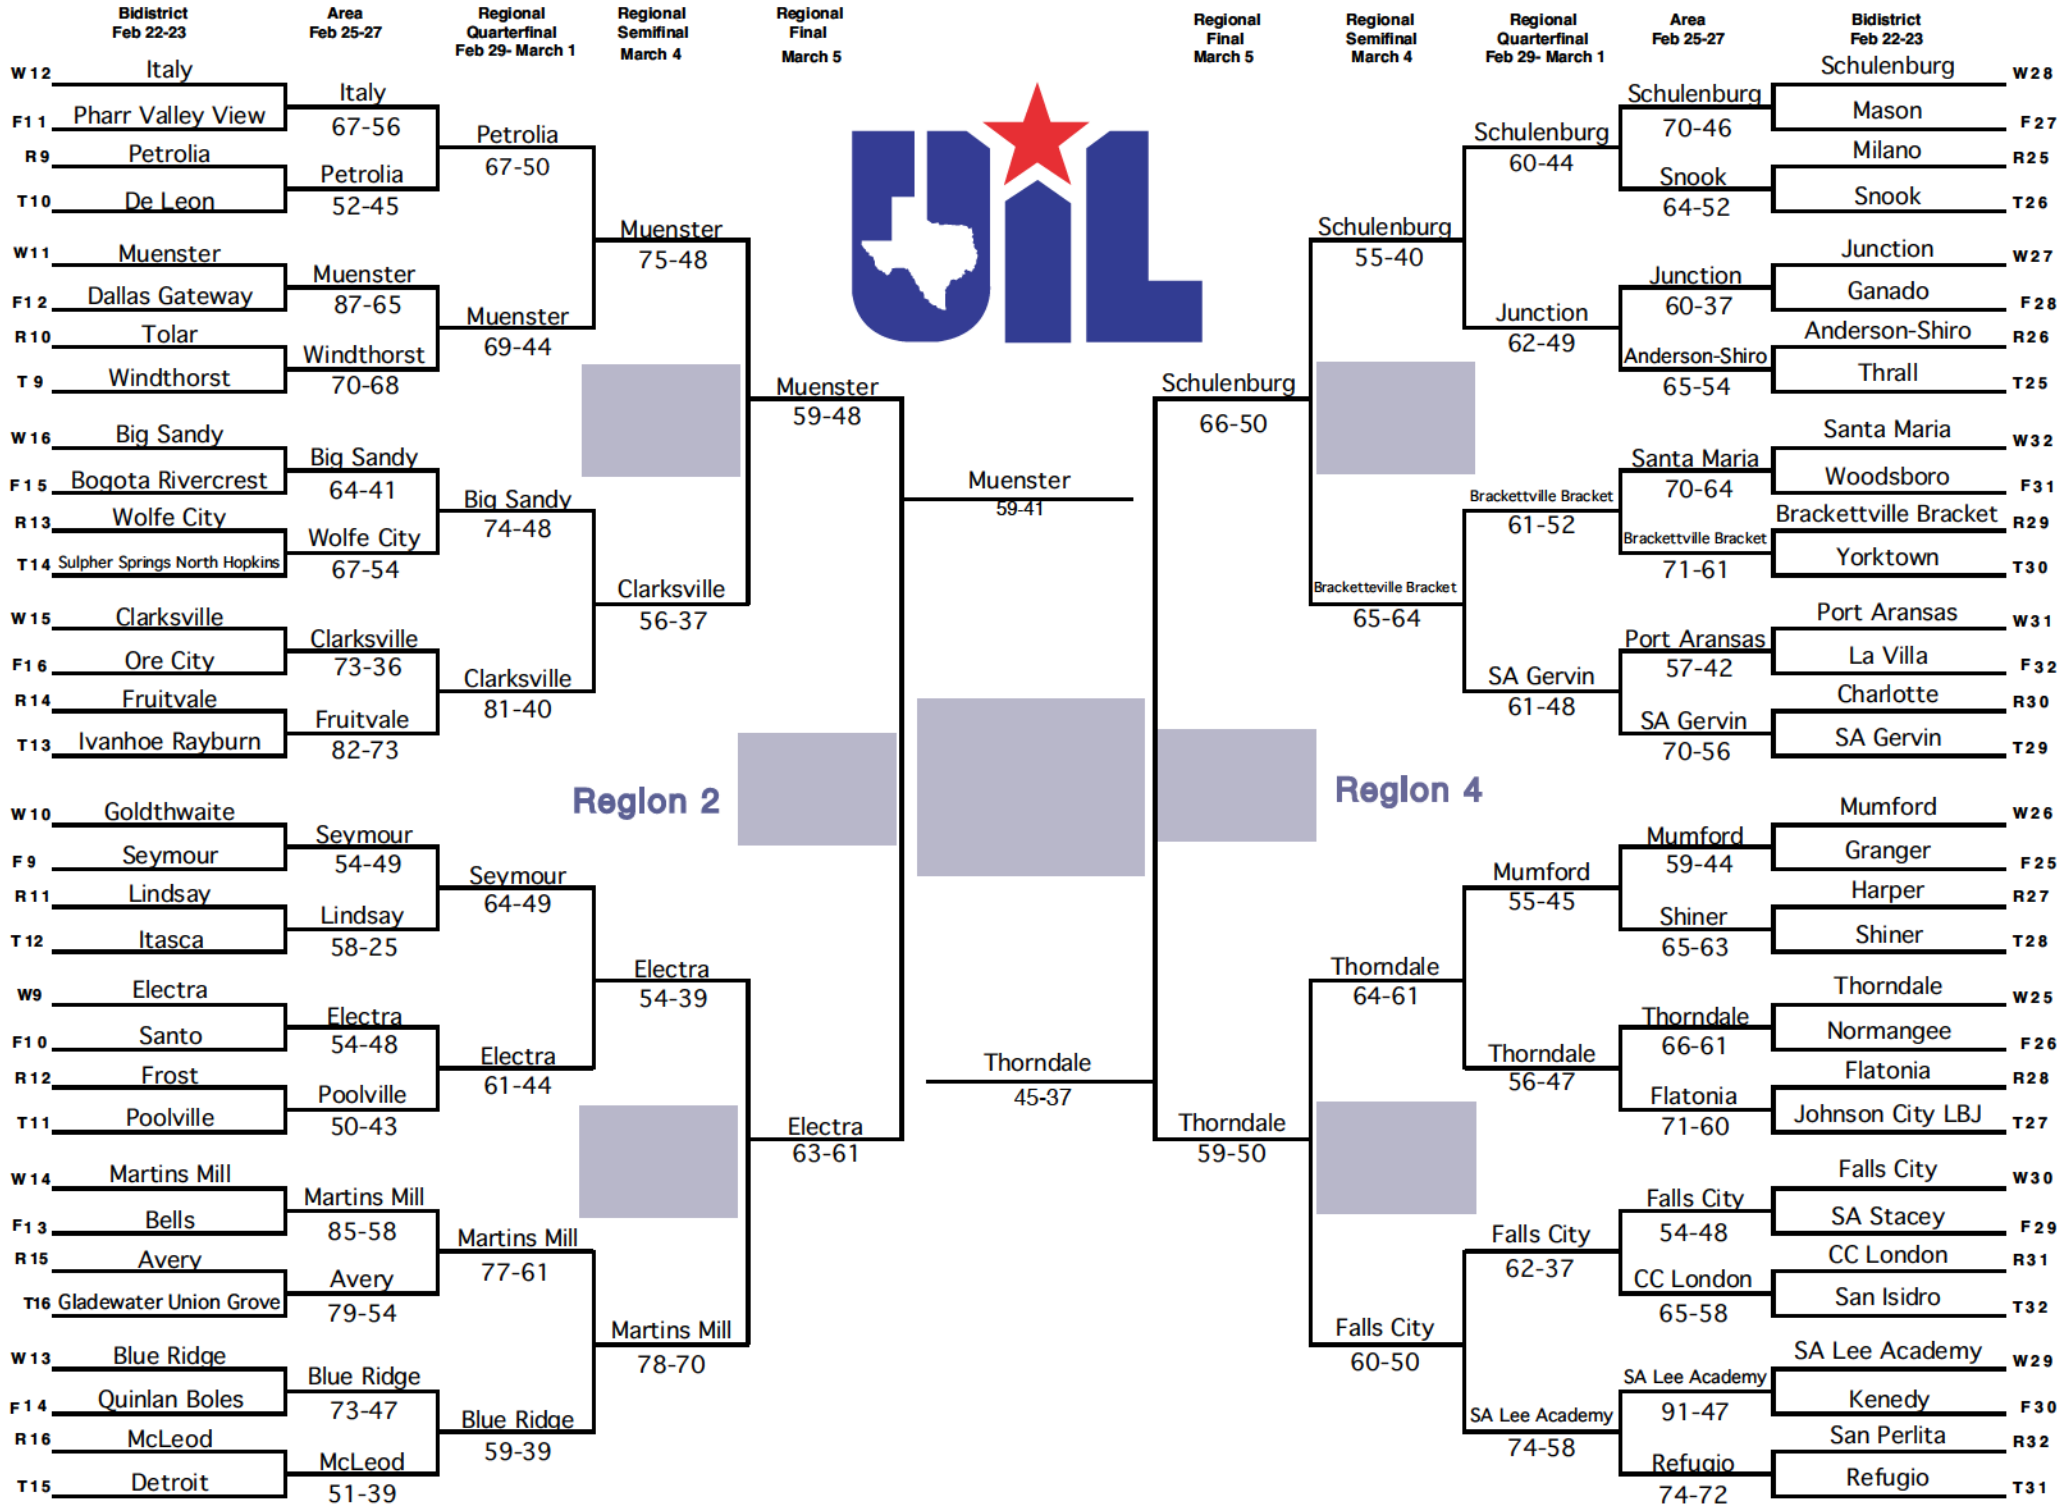 Bidistrict
Feb 22-23
Area
Feb 25-27
Regional
Quarterfinal
Feb 29- March 1
Regional
Semifinal
March 4
Regional
Final
March 5
Regional
Final
March 5
Regional
Semifinal
March 4
Regional
Quarterfinal
Feb 29- March 1
Area
Feb 25-27
Bidistrict
Feb 22-23
W12 Italy
F11 Pharr Valley View
R9 Petrolia
T10 De Leon
W11 Muenster
F12 Dallas Gateway
R10 Tolar
T9 Windthorst
W16 Big Sandy
F15 Bogota Rivercrest
R13 Wolfe City
T14 Sulpher Springs North Hopkins
W15 Clarksville
F16 Ore City
R14 Fruitvale
T13 Ivanhoe Rayburn
W10 Goldthwaite
F9 Seymour
R11 Lindsay
T12 Itasca
W9 Electra
F10 Santo
R12 Frost
T11 Poolville
W14 Martins Mill
F13 Bells
R15 Avery
T16 Gladewater Union Grove
W13 Blue Ridge
F14 Quinlan Boles
R16 McLeod
T15 Detroit
Italy
67-56
Petrolia
52-45
Muenster
87-65
Windthorst
70-68
Big Sandy
64-41
Wolfe City
67-54
Clarksville
73-36
Fruitvale
82-73
Seymour
54-49
Lindsay
58-25
Electra
54-48
Poolville
50-43
Martins Mill
85-58
Avery
79-54
Blue Ridge
73-47
McLeod
51-39
Petrolia
67-50
Muenster
69-44
Big Sandy
74-48
Clarksville
81-40
Seymour
64-49
Electra
61-44
Martins Mill
77-61
Blue Ridge
59-39
Muenster
75-48
Clarksville
56-37
Electra
54-39
Martins Mill
78-70
Region 2
Muenster
59-48
Electra
63-61
UIL
Muenster
59-41
Thorndale
45-37
Schulenburg
66-50
Thorndale
59-50
Region 4
Schulenburg
55-40
Bracketteville Bracket
65-64
Thorndale
64-61
Falls City
60-50
Schulenburg
60-44
Junction
62-49
Brackettville Bracket
61-52
SA Gervin
61-48
Mumford
55-45
Thorndale
56-47
Falls City
62-37
SA Lee Academy
74-58
Schulenburg
70-46
Snook
64-52
Junction
60-37
Anderson-Shiro
65-54
Santa Maria
70-64
Brackettville Bracket
71-61
Port Aransas
57-42
SA Gervin
70-56
Mumford
59-44
Shiner
65-63
Thorndale
66-61
Flatonia
71-60
Falls City
54-48
CC London
65-58
SA Lee Academy
91-47
Refugio
74-72
Schulenburg W28
Mason F27
Milano R25
Snook T26
Junction W27
Ganado F28
Anderson-Shiro R26
Thrall T25
Santa Maria W32
Woodsboro F31
Brackettville Bracket R29
Yorktown T30
Port Aransas W31
La Villa F32
Charlotte R30
SA Gervin T29
Mumford W26
Granger F25
Harper R27
Shiner T28
Thorndale W25
Normangee F26
Flatonia R28
Johnson City LBJ T27
Falls City W30
SA Stacey F29
CC London R31
San Isidro T32
SA Lee Academy W29
Kenedy F30
San Perlita R32
Refugio T31